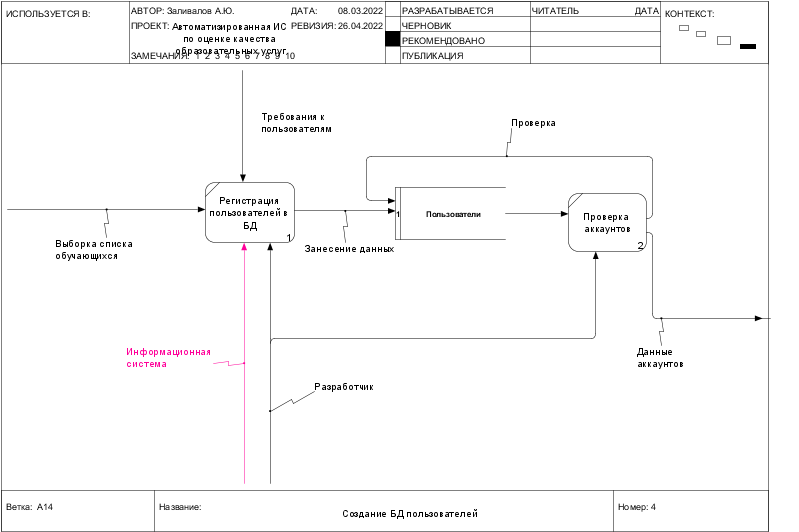 ИСПОЛЬЗУЕТСЯ В:
АВТОР: Заливалов А.Ю.
ДАТА: 08.03.2022
ПРОЕКТ: Автоматизированная ИС
по оценке качества
образовательных услуг
РЕВИЗИЯ: 26.04.2022
ЗАМЕЧАНИЯ: 1 2 3 4 5 6 7 8 9 10
РАЗРАБАТЫВАЕТСЯ
ЧЕРНОВИК
РЕКОМЕНДОВАНО
ПУБЛИКАЦИЯ
ЧИТАТЕЛЬ ДАТА
КОНТЕКСТ:
Требования к
пользователям
Проверка
Регистрация
пользователей в
БД
1
1
Пользователи
Проверка
аккаунтов
2
Выборка списка
обучающихся
Занесение данных
Информационная
система
Разработчик
Данные
аккаунтов
Ветка: A14
Название:
Создание БД пользователей
Номер: 4